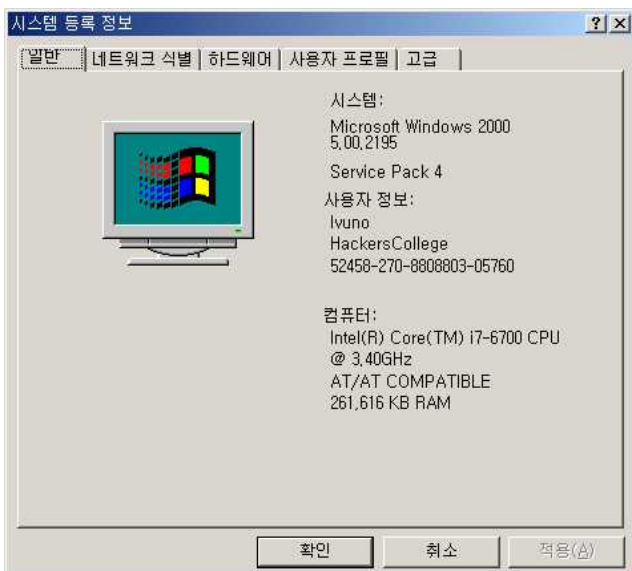 시스템 등록 정보
일반 네트워크 식별 하드웨어 사용자 프로필 고급
시스템:
Microsoft Windows 2000
5.00.2195
Service Pack 4
사용자 정보:
lvuno
HackersCollege
52458-270-8808803-05760
컴퓨터:
Intel(R) Core(TM) i7-6700 CPU
@ 3.40GHz
AT/AT COMPATIBLE
261,616 KB RAM
확인 취소 적용(A)